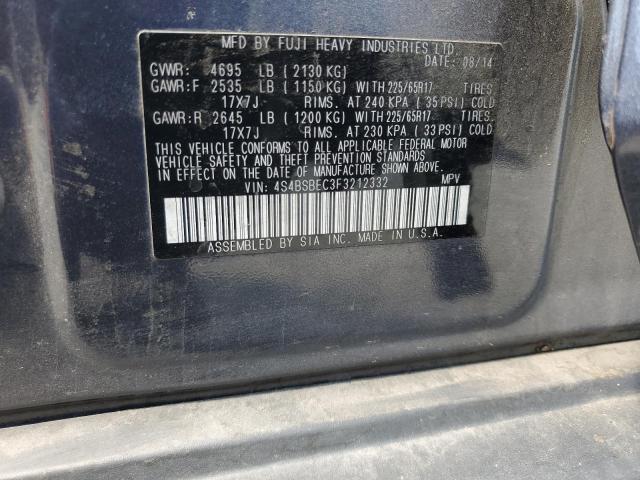 MFD BY FUJI HEAVY INDUSTRIES LTD.
DATE: 08/14
GVWR: 4695 LB (2130 KG)
GAWR:F 2535 LB (1150 KG) WITH 225/65R17 TIRES
17X7J RIMS. AT 240 KPA (35 PSI) COLD
GAWR:R 2645 LB (1200 KG) WITH 225/65R17 TIRES
17X7J RIMS. AT 230 KPA (33 PSI) COLD
THIS VEHICLE CONFORMS TO ALL APPLICABLE FEDERAL MOTOR
VEHICLE SAFETY AND THEFT PREVENTION STANDARDS
IN EFFECT ON THE DATE OF MANUFACTURE SHOWN ABOVE.
VIN: 4S4BSBEC3F3212332 MPV
ASSEMBLED BY SIA INC. MADE IN U.S.A.